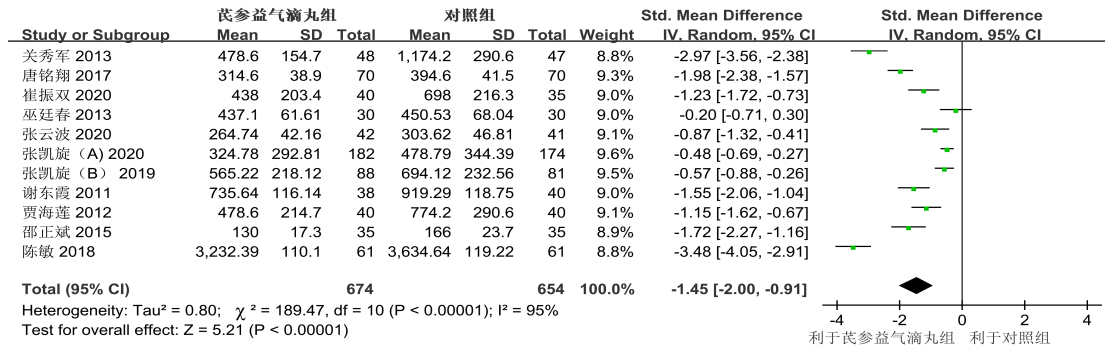 芪参益气滴丸组 对照组 Std. Mean Difference Std. Mean Difference
Study or Subgroup Mean SD Total Mean SD Total Weight IV, Random, 95% CI IV, Random, 95% CI
关秀军 2013 478.6 154.7 48 1,174.2 290.6 47 8.8% -2.97 [-3.56, -2.38]
唐铭翔 2017 314.6 38.9 70 394.6 41.5 70 9.3% -1.98 [-2.38, -1.57]
崔振双 2020 438 203.4 40 698 216.3 35 9.0% -1.23 [-1.72, -0.73]
巫廷春 2013 437.1 61.61 30 450.53 68.04 30 9.0% -0.20 [-0.71, 0.30]
张云波 2020 264.74 42.16 42 303.62 46.81 41 9.1% -0.87 [-1.32, -0.41]
张凯旋（A) 2020 324.78 292.81 182 478.79 344.39 174 9.6% -0.48 [-0.69, -0.27]
张凯旋（B） 2019 565.22 218.12 88 694.12 232.56 81 9.5% -0.57 [-0.88, -0.26]
谢东霞 2011 735.64 116.14 38 919.29 118.75 40 9.0% -1.55 [-2.06, -1.04]
贾海莲 2012 478.6 214.7 40 774.2 290.6 40 9.1% -1.15 [-1.62, -0.67]
邵正斌 2015 130 17.3 35 166 23.7 35 8.9% -1.72 [-2.27, -1.16]
陈敏 2018 3,232.39 110.1 61 3,634.64 119.22 61 8.8% -3.48 [-4.05, -2.91]
Total (95% CI) 674 654 100.0% -1.45 [-2.00, -0.91]
Heterogeneity: Tau² = 0.80; χ² = 189.47, df = 10 (P < 0.00001); I² = 95%
Test for overall effect: Z = 5.21 (P < 0.00001)
-4 -2 0 2 4
利于芪参益气滴丸组 利于对照组